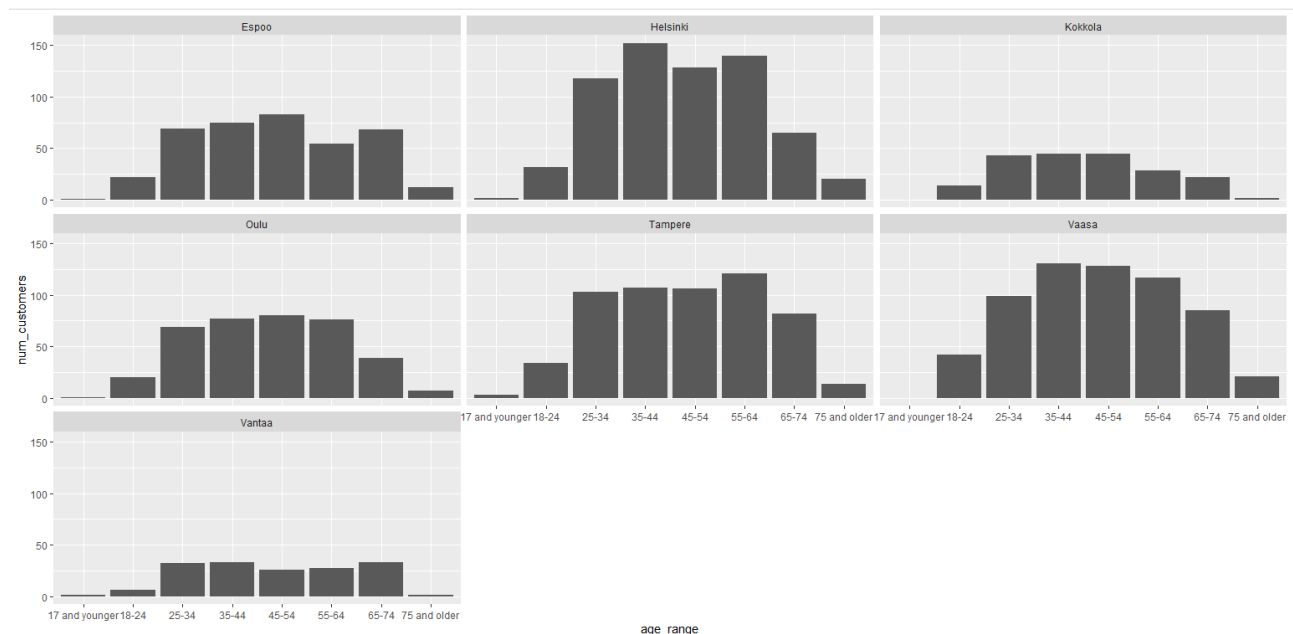 Espoo Helsinki Kokkola
150
100
50
0
Oulu Tampere Vaasa
150
100
50
0
num_customers
17 and younger 18-24 25-34 35-44 45-54 55-64 65-74 75 and older 17 and younger 18-24 25-34 35-44 45-54 55-64 65-74 75 and older
Vantaa
150
100
50
0
17 and younger 18-24 25-34 35-44 45-54 55-64 65-74 75 and older
age_range